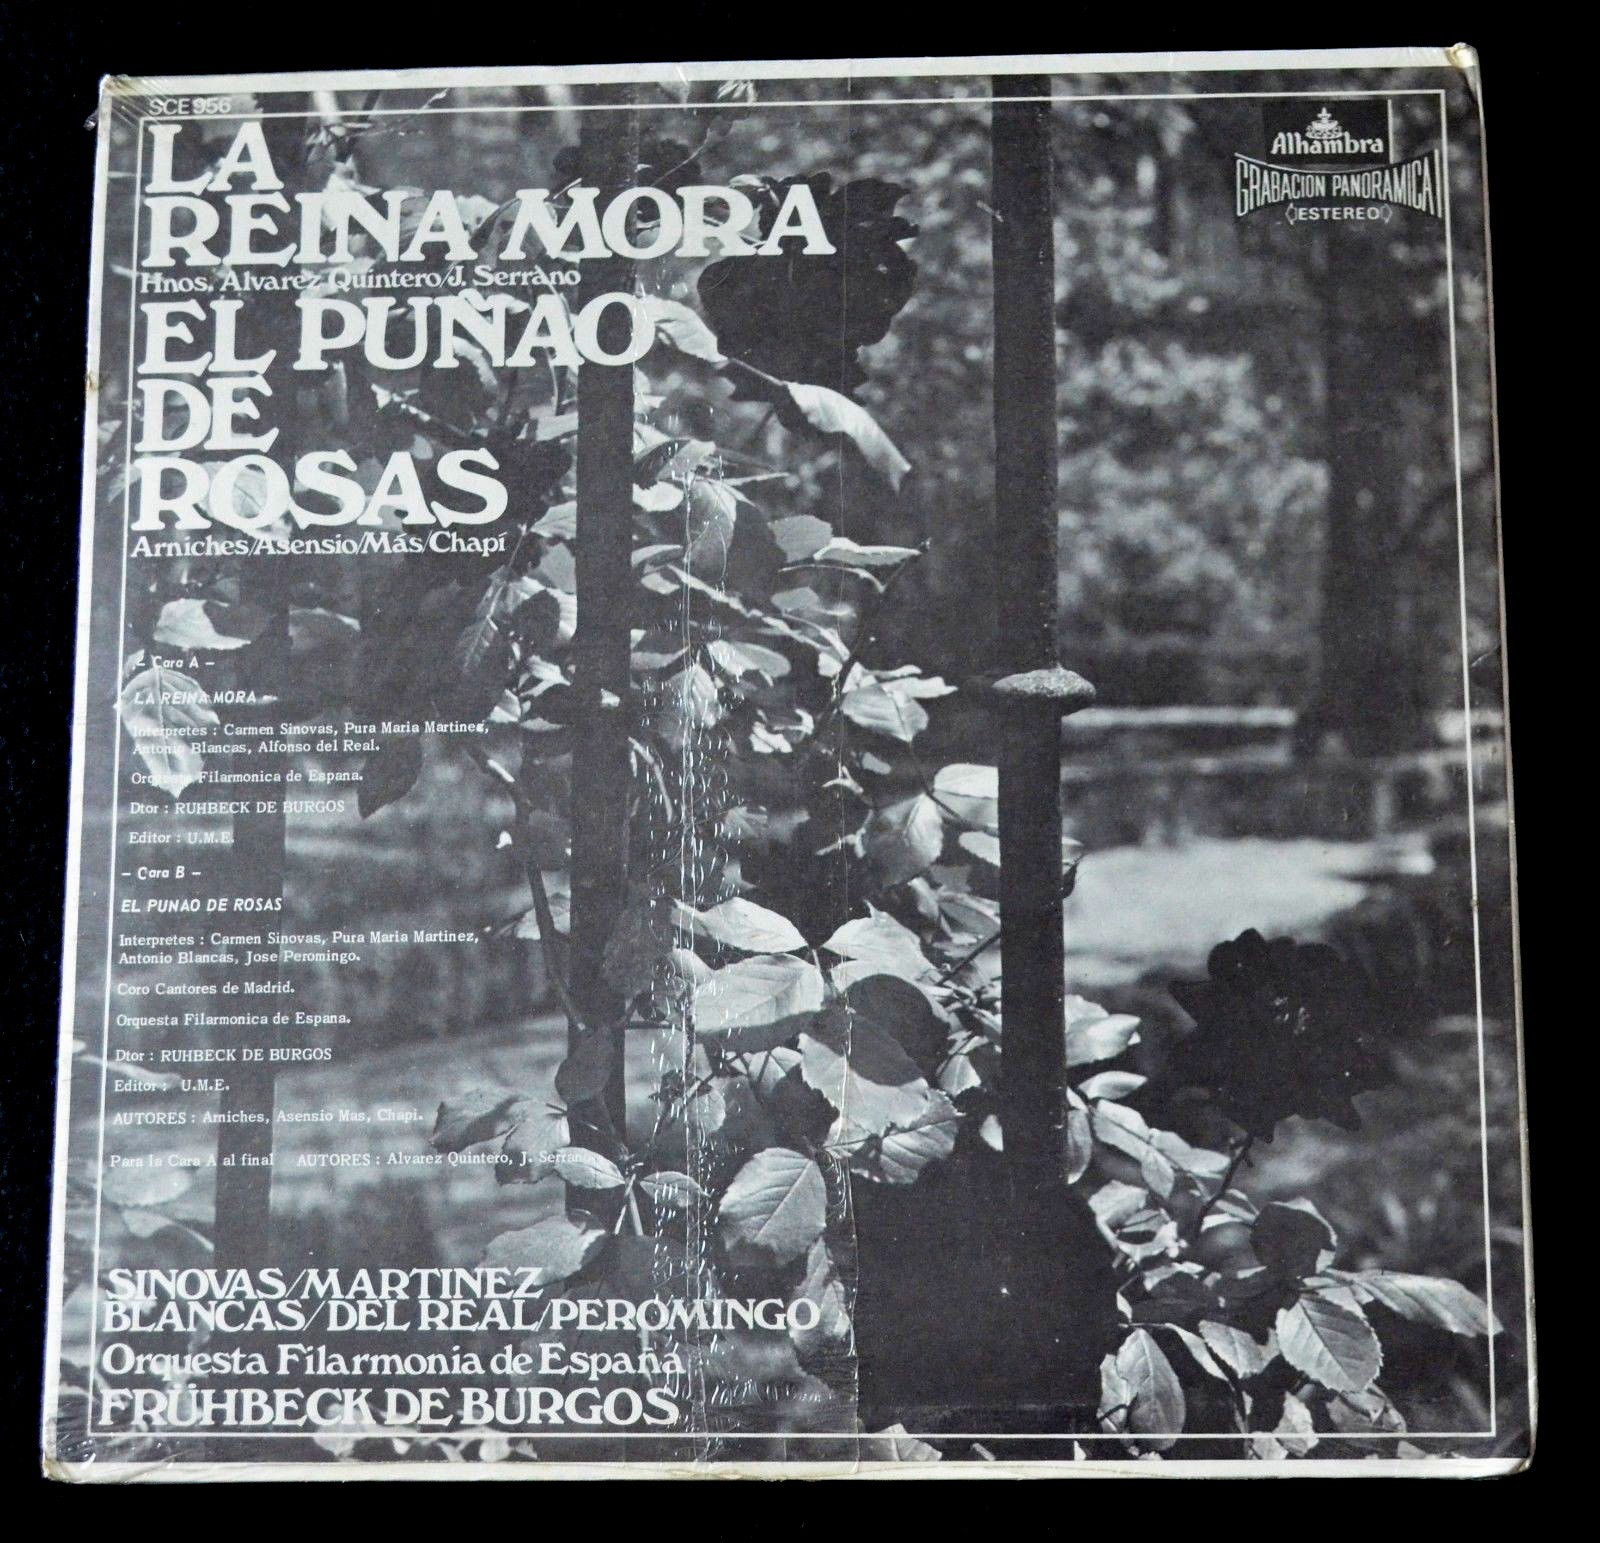 SCE 956
LA
REINA MORA
Hnos. Alvarez Quintero/J. Serrano
EL PUÑAO
DE
ROSAS
Arniches/Asensio/Más/Chapí
Alhambra
GRABACION PANORAMICA
ESTEREO
- Cara A -
LA REINA MORA -
Interpretes : Carmen Sinovas, Pura Maria Martinez,
Antonio Blancas, Alfonso del Real.
Orquesta Filarmonica de Espana.
Dtor : RUHBECK DE BURGOS
Editor : U.M.E.
- Cara B -
EL PUNAO DE ROSAS
Interpretes : Carmen Sinovas, Pura Maria Martinez,
Antonio Blancas, Jose Peromingo.
Coro Cantores de Madrid.
Orquesta Filarmonica de Espana.
Dtor : RUHBECK DE BURGOS
Editor : U.M.E.
AUTORES : Arniches, Asensio Mas, Chapi.
Para la Cara A al final AUTORES : Alvarez Quintero, J. Serrano
SINOVAS/MARTINEZ
BLANCAS/DEL REAL/PEROMINGO
Orquesta Filarmonia de España
FRÜHBECK DE BURGOS